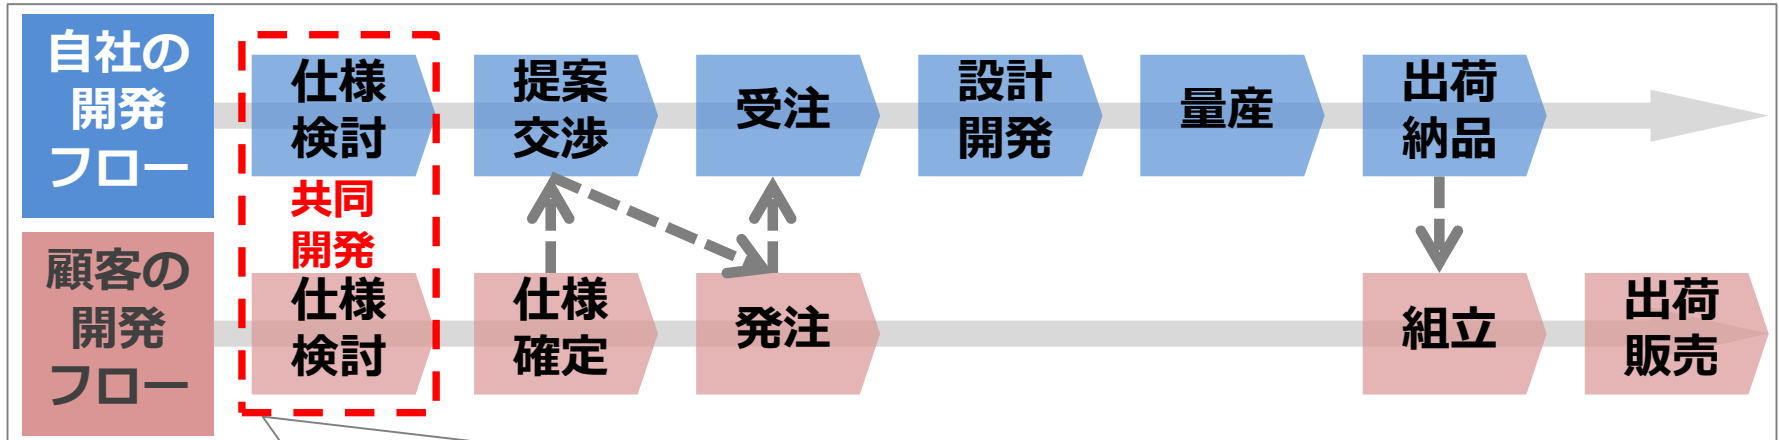 自社の
開発
フロー
仕様
検討
提案
交渉
受注
設計
開発
量産
出荷
納品
共同
開発
顧客の
開発
フロー
仕様
検討
仕様
確定
発注
組立
出荷
販売